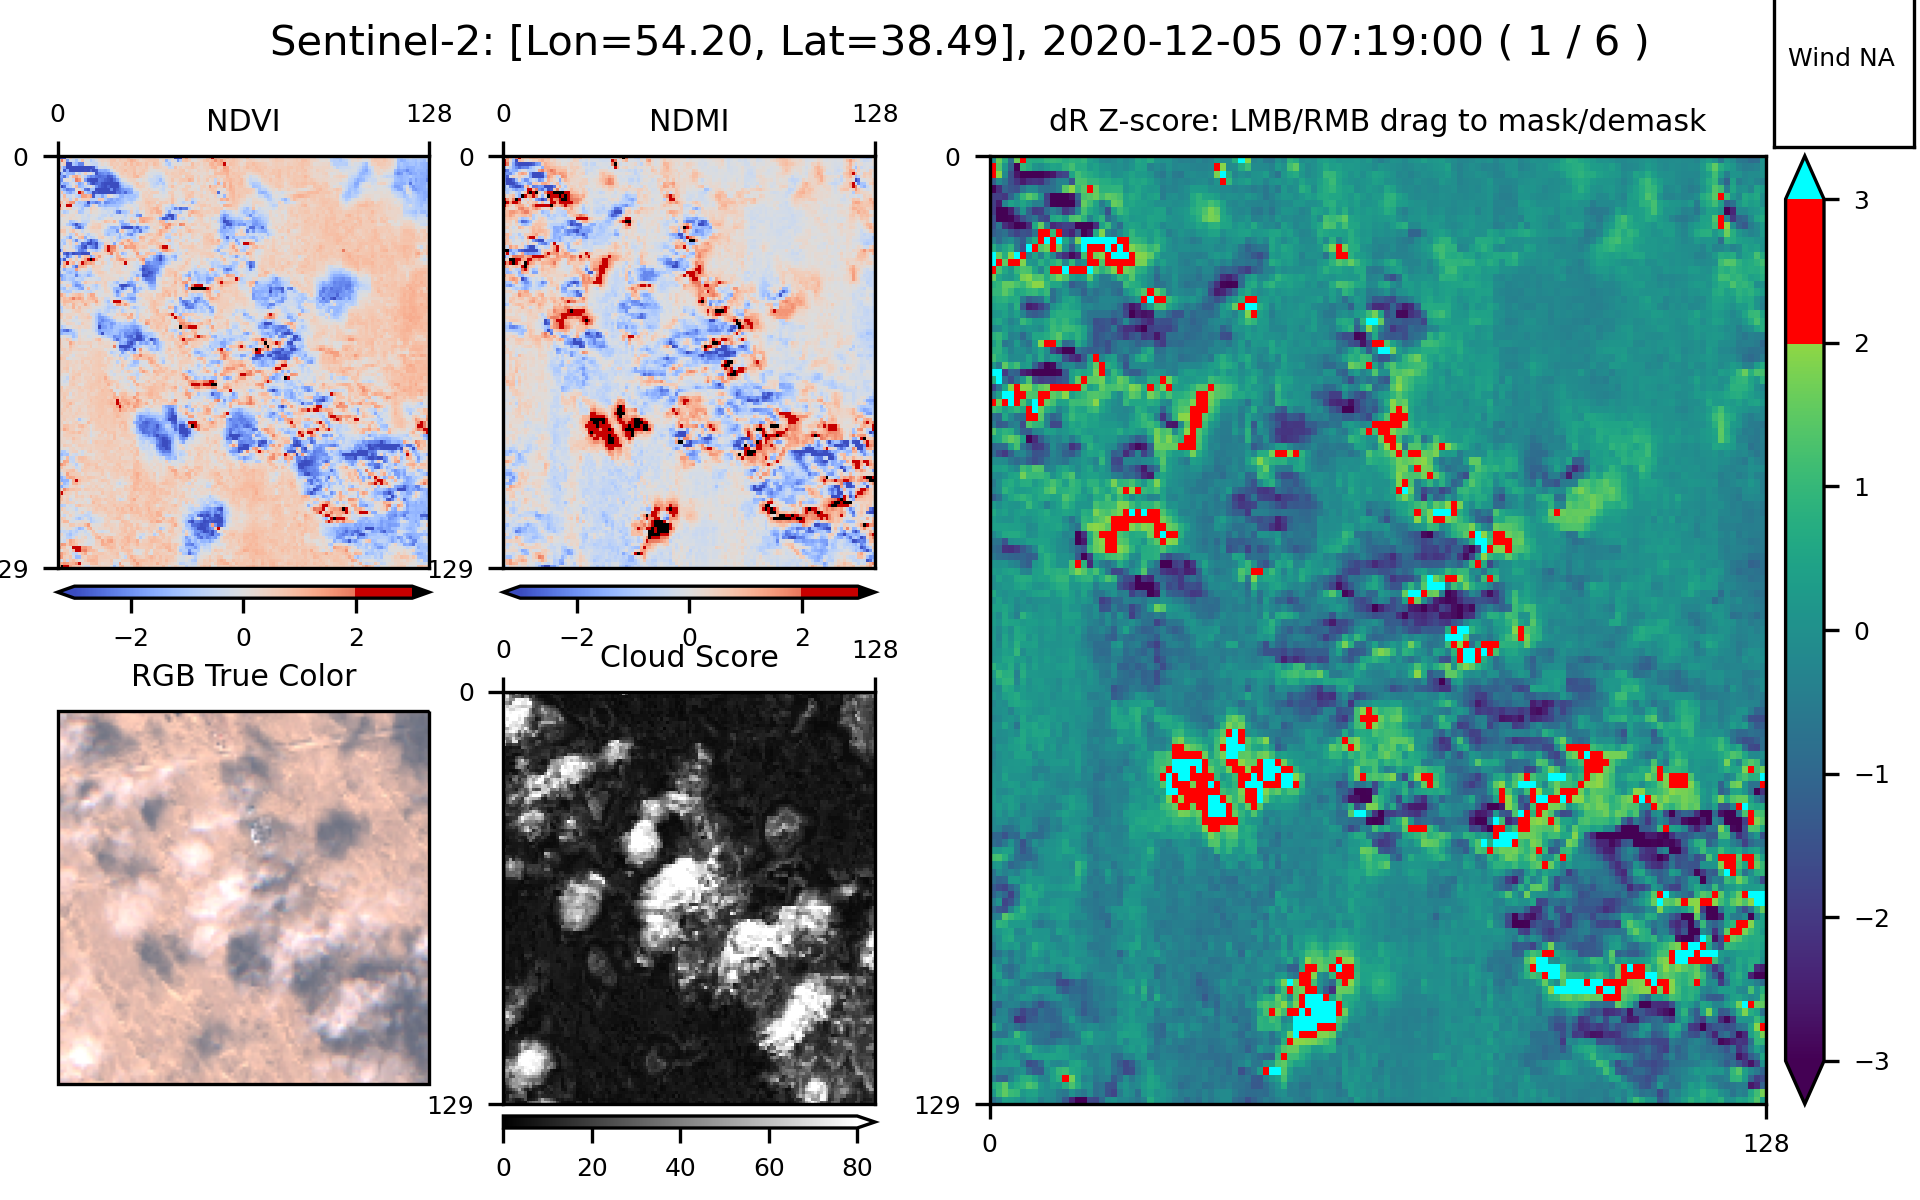 Sentinel-2: [Lon=54.20, Lat=38.49], 2020-12-05 07:19:00 ( 1 / 6 )
Wind NA
NDVI
0 128
0
29
−2 0 2
NDMI
0 128
0
129
−2 0 2
dR Z-score: LMB/RMB drag to mask/demask
0
129
0 128
3
2
1
0
−1
−2
−3
RGB True Color
Cloud Score
0 128
0
129
0 20 40 60 80